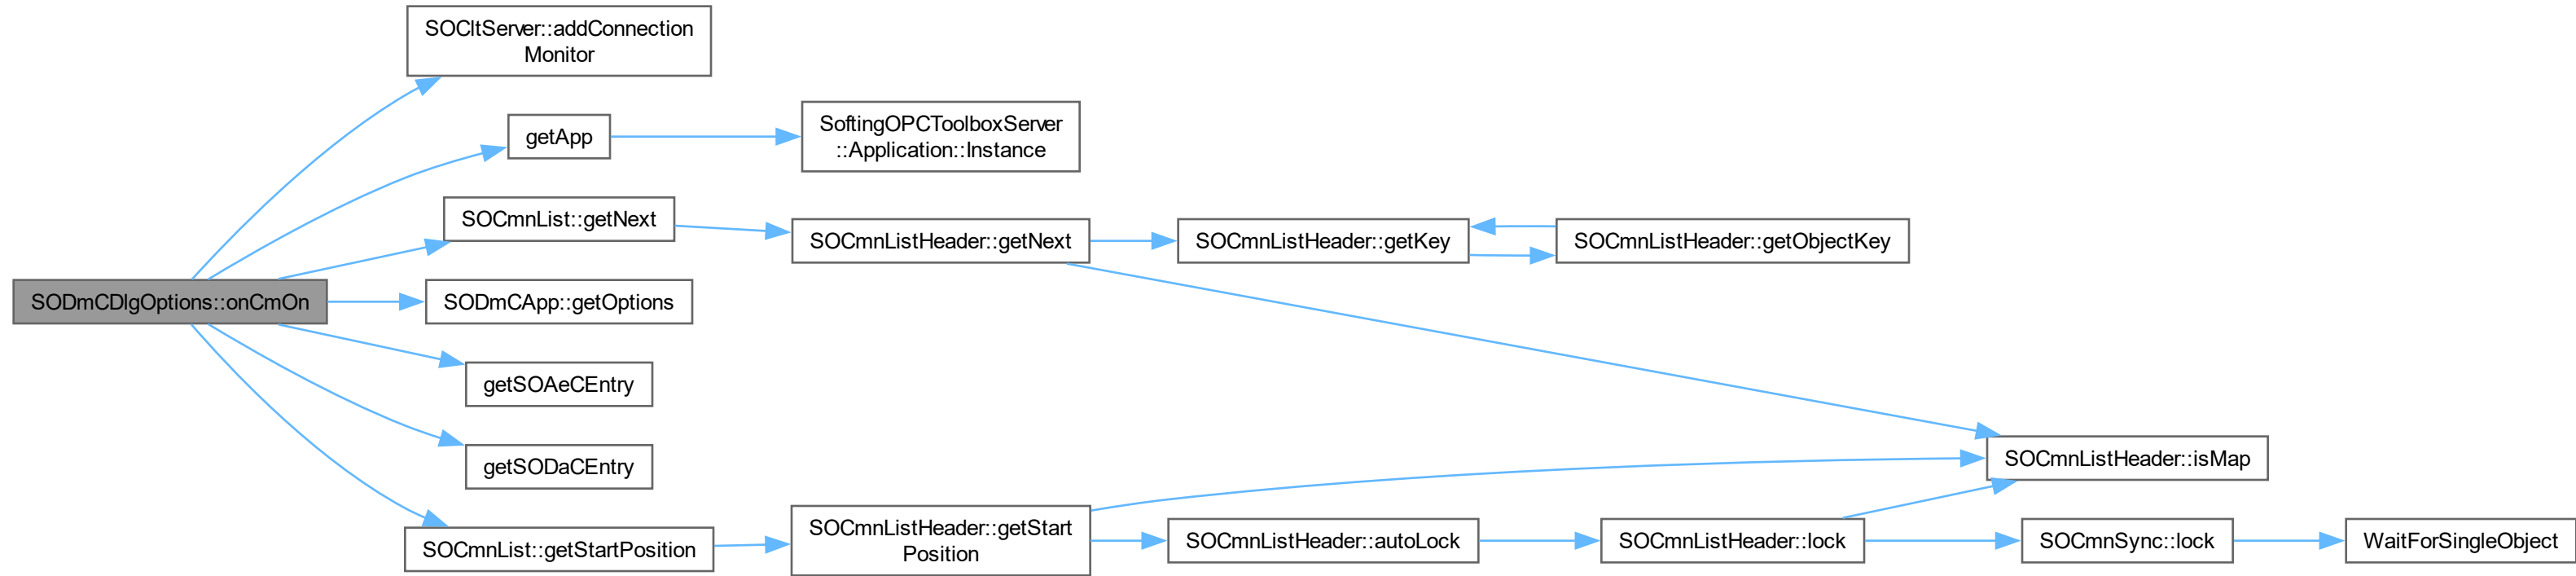 SOCltServer::addConnection
Monitor
getApp
SoftingOPCToolboxServer
::Application::Instance
SOCmnList::getNext
SOCmnListHeader::getNext
SOCmnListHeader::getKey
SOCmnListHeader::getObjectKey
SODmCDlgOptions::onCmOn
SODmCApp::getOptions
getSOAeCEntry
getSODaCEntry
SOCmnListHeader::isMap
SOCmnList::getStartPosition
SOCmnListHeader::getStart
Position
SOCmnListHeader::autoLock
SOCmnListHeader::lock
SOCmnSync::lock
WaitForSingleObject